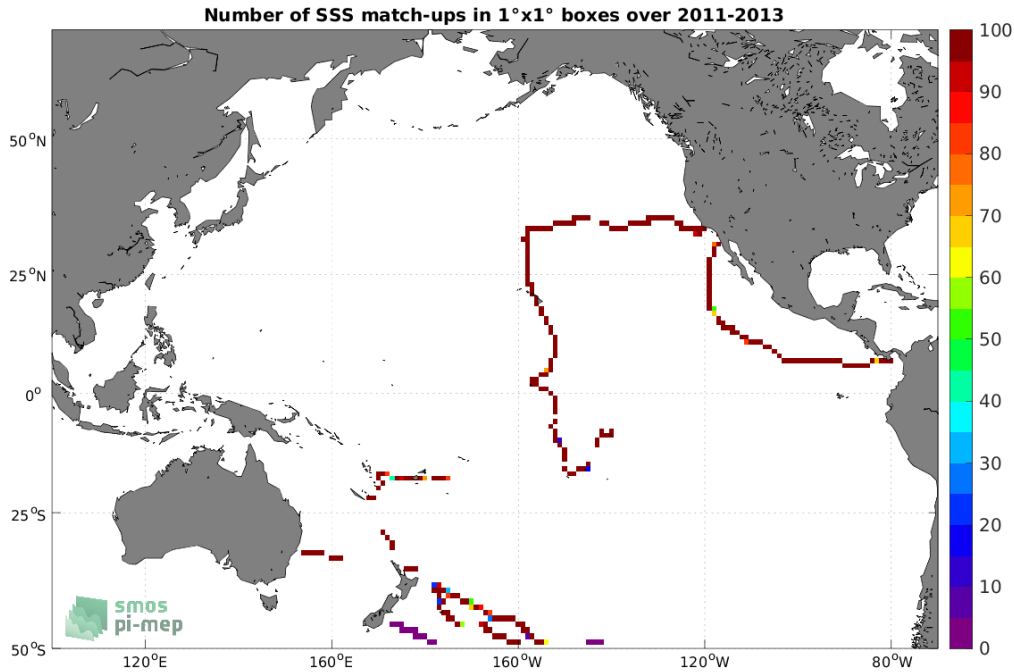 Number of SSS match-ups in 1°x1° boxes over 2011-2013
50°N
25°N
0°
25°S
50°S
120°E
160°E
160°W
120°W
80°W
100
90
80
70
60
50
40
30
20
10
0
smos
pi-mep